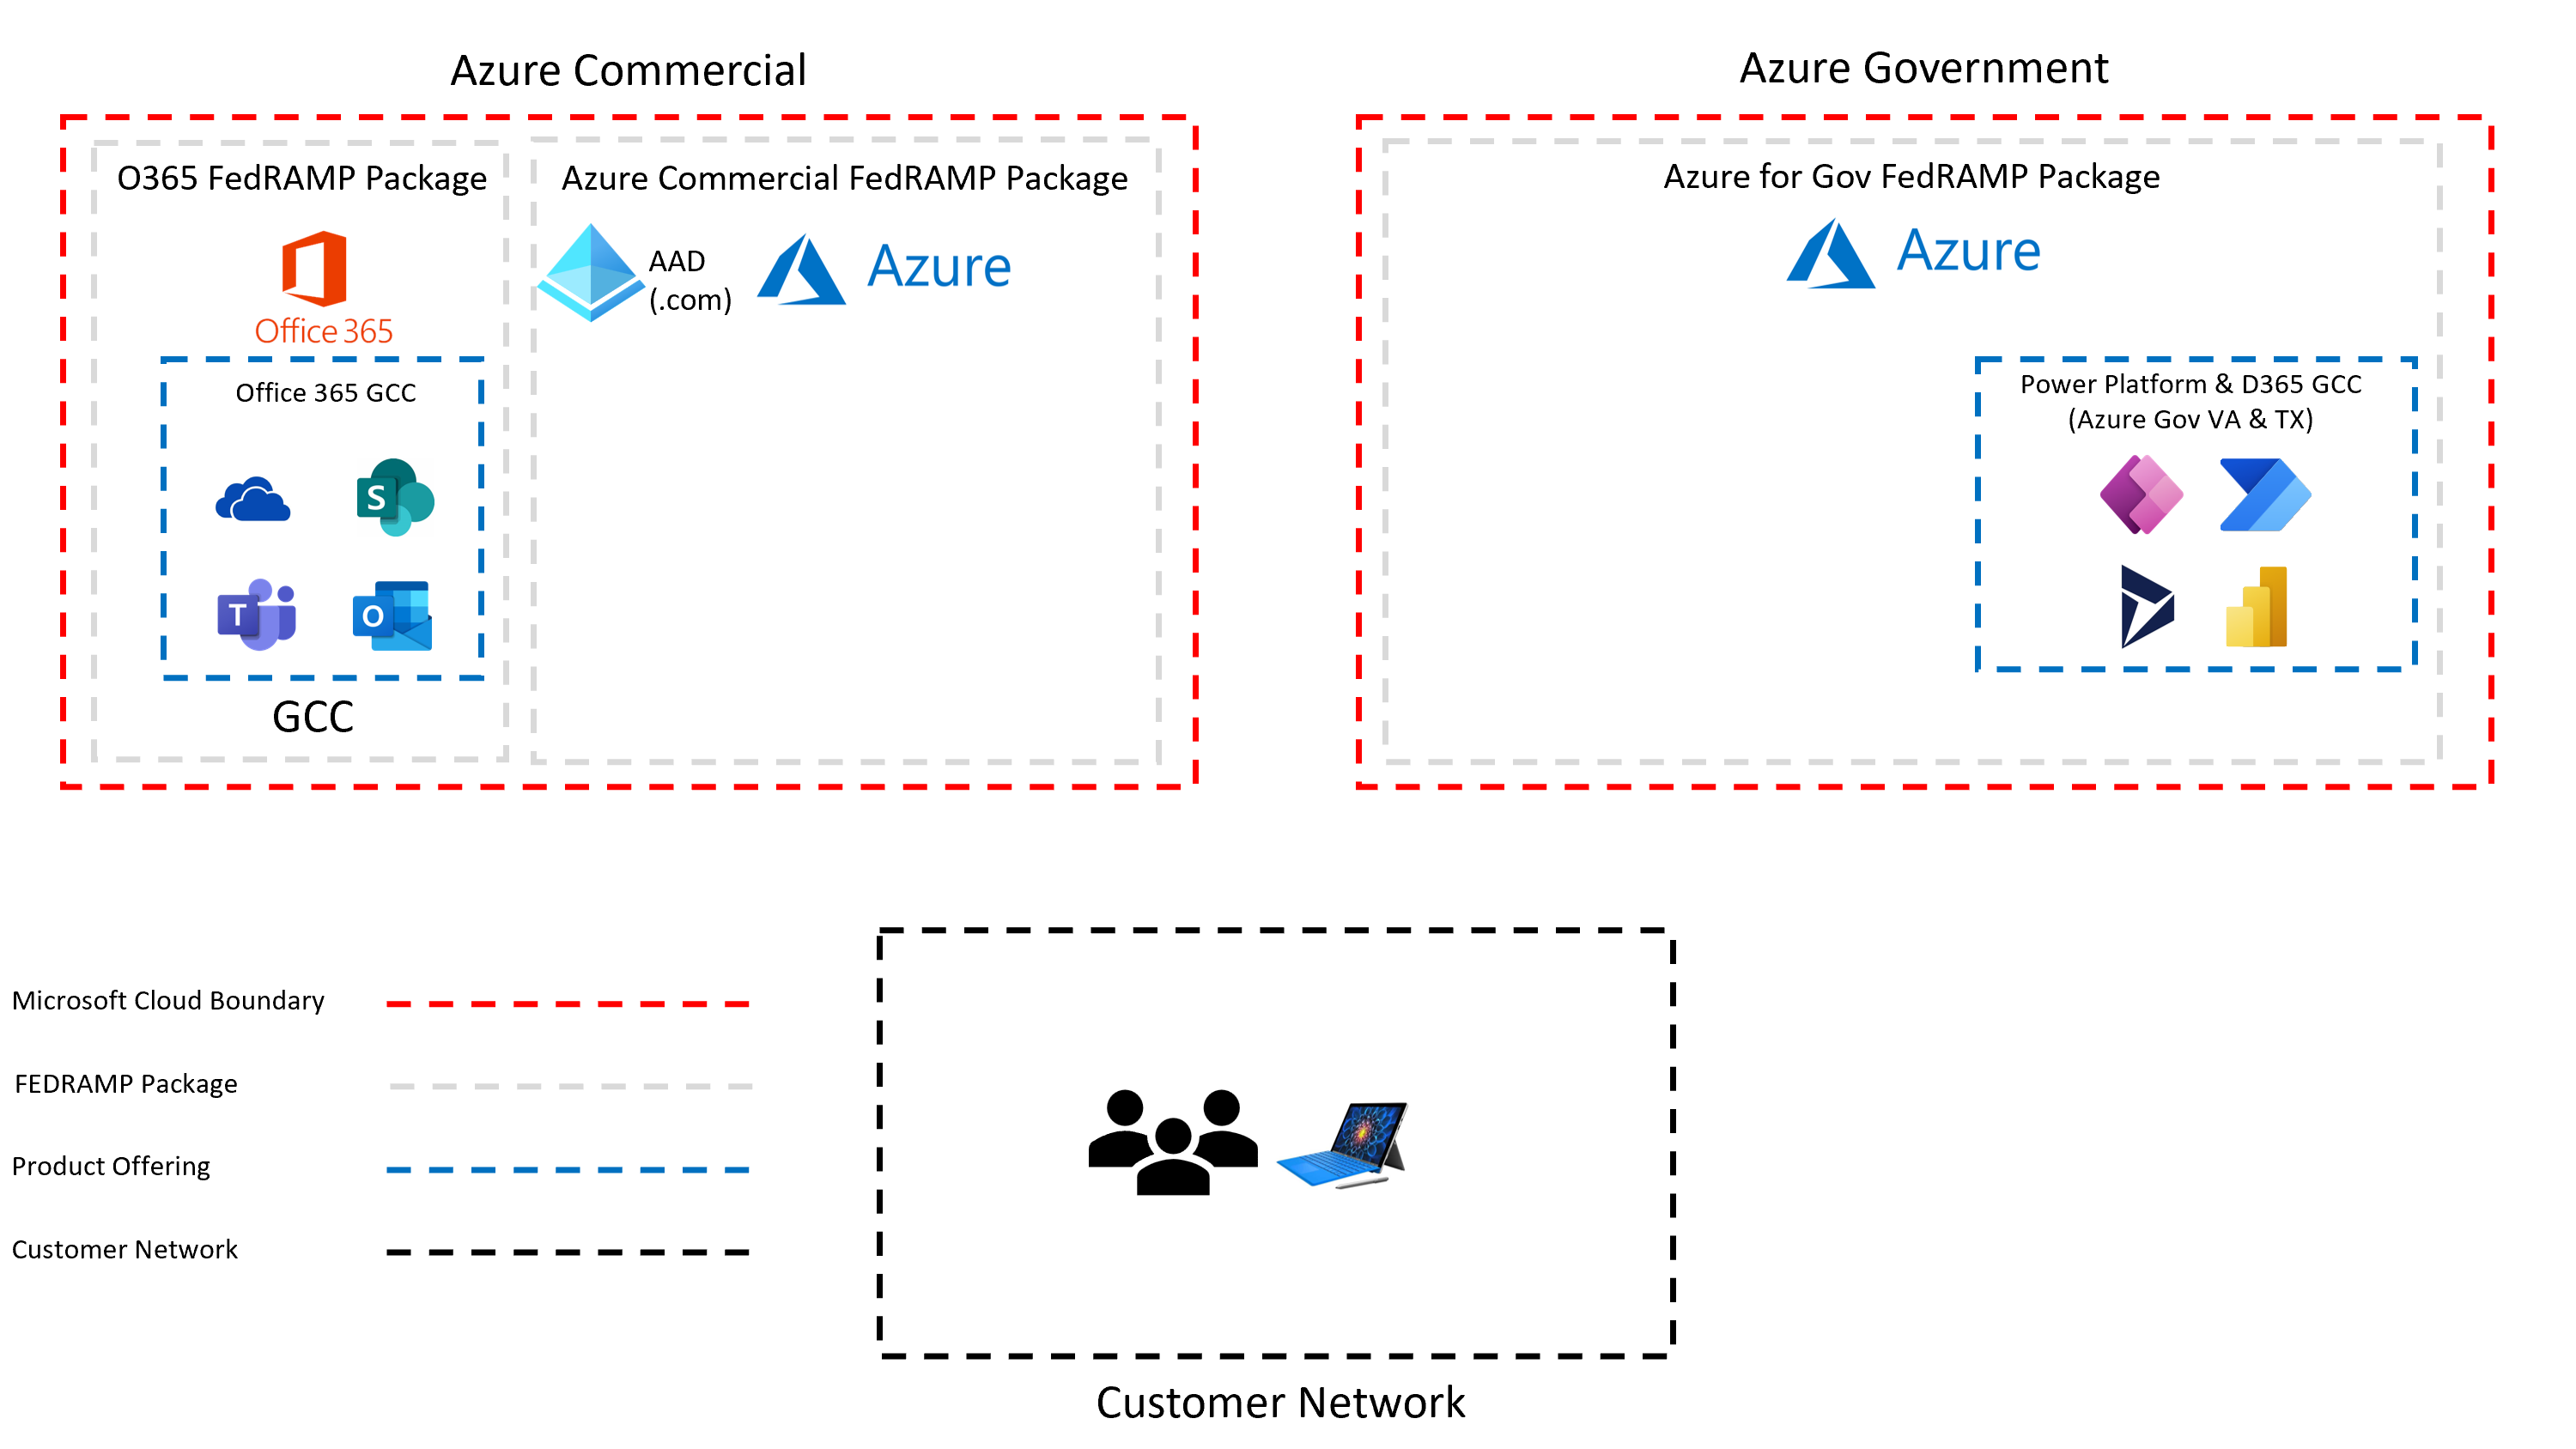 Azure Commercial
Azure Government
O365 FedRAMP Package
Azure Commercial FedRAMP Package
Azure for Gov FedRAMP Package
Office 365
AAD
(.com)
Azure
Azure
Office 365 GCC
S
T
O
GCC
Power Platform & D365 GCC
(Azure Gov VA & TX)
Microsoft Cloud Boundary
FEDRAMP Package
Product Offering
Customer Network
Customer Network